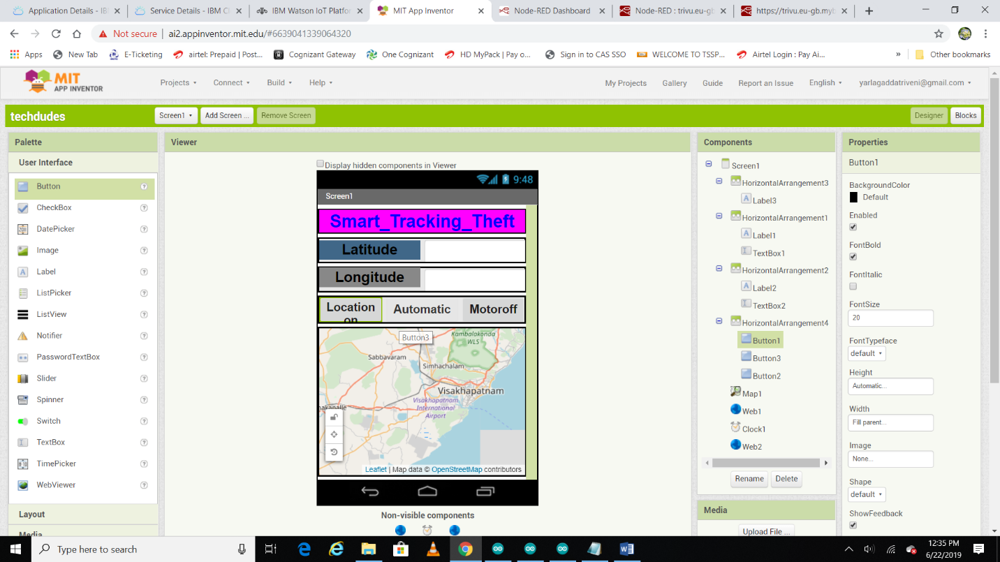 Application Details - IB
Service Details - IBM Cl
IBM Watson IoT Platfor
MIT App Inventor
Node-RED Dashboard
Node-RED : trivu.eu-gb
https://trivu.eu-gb.myb
Not secure | ai2.appinventor.mit.edu/#6639041339064320
Apps
New Tab
E-Ticketing
airtel: Prepaid | Post...
Cognizant Gateway
One Cognizant
HD MyPack | Pay o...
Sign in to CAS SSO
WELCOME TO TSSP...
Airtel Login : Pay Ai...
» Other bookmarks
MIT
APP INVENTOR
Projects Connect Build Help
My Projects Gallery Guide Report an Issue English yarlagaddatriveni@gmail.com
techdudes
Screen1 Add Screen ... Remove Screen
Designer Blocks
Palette
User Interface
Button ?
CheckBox ?
DatePicker ?
Image ?
Label ?
ListPicker ?
ListView ?
Notifier ?
PasswordTextBox ?
Slider ?
Spinner ?
Switch ?
TextBox ?
TimePicker ?
WebViewer ?
Layout
Media
Viewer
Display hidden components in Viewer
9:48
Screen1
Smart_Tracking_Theft
Latitude
Longitude
Location
on
Automatic
Motoroff
Button3
Kambalakonda
WLS
Sabbavaram
Simhachalam
Visakhapatnam
Visakhapatnam
International
Airport
nakapalle
Leaflet | Map data © OpenStreetMap contributors
Non-visible components
Components
Screen1
HorizontalArrangement3
Label3
HorizontalArrangement1
Label1
TextBox1
HorizontalArrangement2
Label2
TextBox2
HorizontalArrangement4
Button1
Button3
Button2
Map1
Web1
Clock1
Web2
Rename Delete
Media
Upload File ...
Properties
Button1
BackgroundColor
Default
Enabled
FontBold
FontItalic
FontSize
20
FontTypeface
default
Height
Automatic...
Width
Fill parent...
Image
None...
Shape
default
ShowFeedback
Type here to search
12:35 PM
6/22/2019